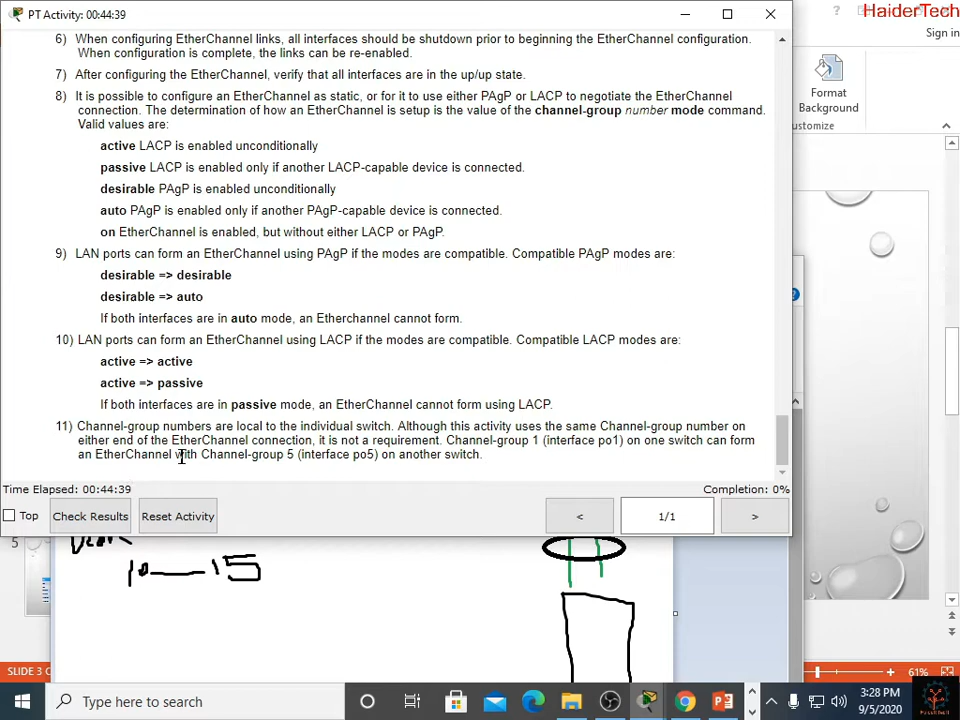 HaiderTech
PT Activity: 00:44:39
Sign in
6) When configuring EtherChannel links, all interfaces should be shutdown prior to beginning the EtherChannel configuration.
When configuration is complete, the links can be re-enabled.
7) After configuring the EtherChannel, verify that all interfaces are in the up/up state.
8) It is possible to configure an EtherChannel as static, or for it to use either PAgP or LACP to negotiate the EtherChannel
connection. The determination of how an EtherChannel is setup is the value of the channel-group number mode command.
Valid values are:
active LACP is enabled unconditionally
passive LACP is enabled only if another LACP-capable device is connected.
desirable PAgP is enabled unconditionally
auto PAgP is enabled only if another PAgP-capable device is connected.
on EtherChannel is enabled, but without either LACP or PAgP.
9) LAN ports can form an EtherChannel using PAgP if the modes are compatible. Compatible PAgP modes are:
desirable => desirable
desirable => auto
If both interfaces are in auto mode, an Etherchannel cannot form.
10) LAN ports can form an EtherChannel using LACP if the modes are compatible. Compatible LACP modes are:
active => active
active => passive
If both interfaces are in passive mode, an EtherChannel cannot form using LACP.
11) Channel-group numbers are local to the individual switch. Although this activity uses the same Channel-group number on
either end of the EtherChannel connection, it is not a requirement. Channel-group 1 (interface po1) on one switch can form
an EtherChannel with Channel-group 5 (interface po5) on another switch.
Format
Background
customize
Time Elapsed: 00:44:39
Completion: 0%
Top
Check Results
Reset Activity
<
1/1
>
5
15
SLIDE 3
61%
Type here to search
3:28 PM
9/5/2020